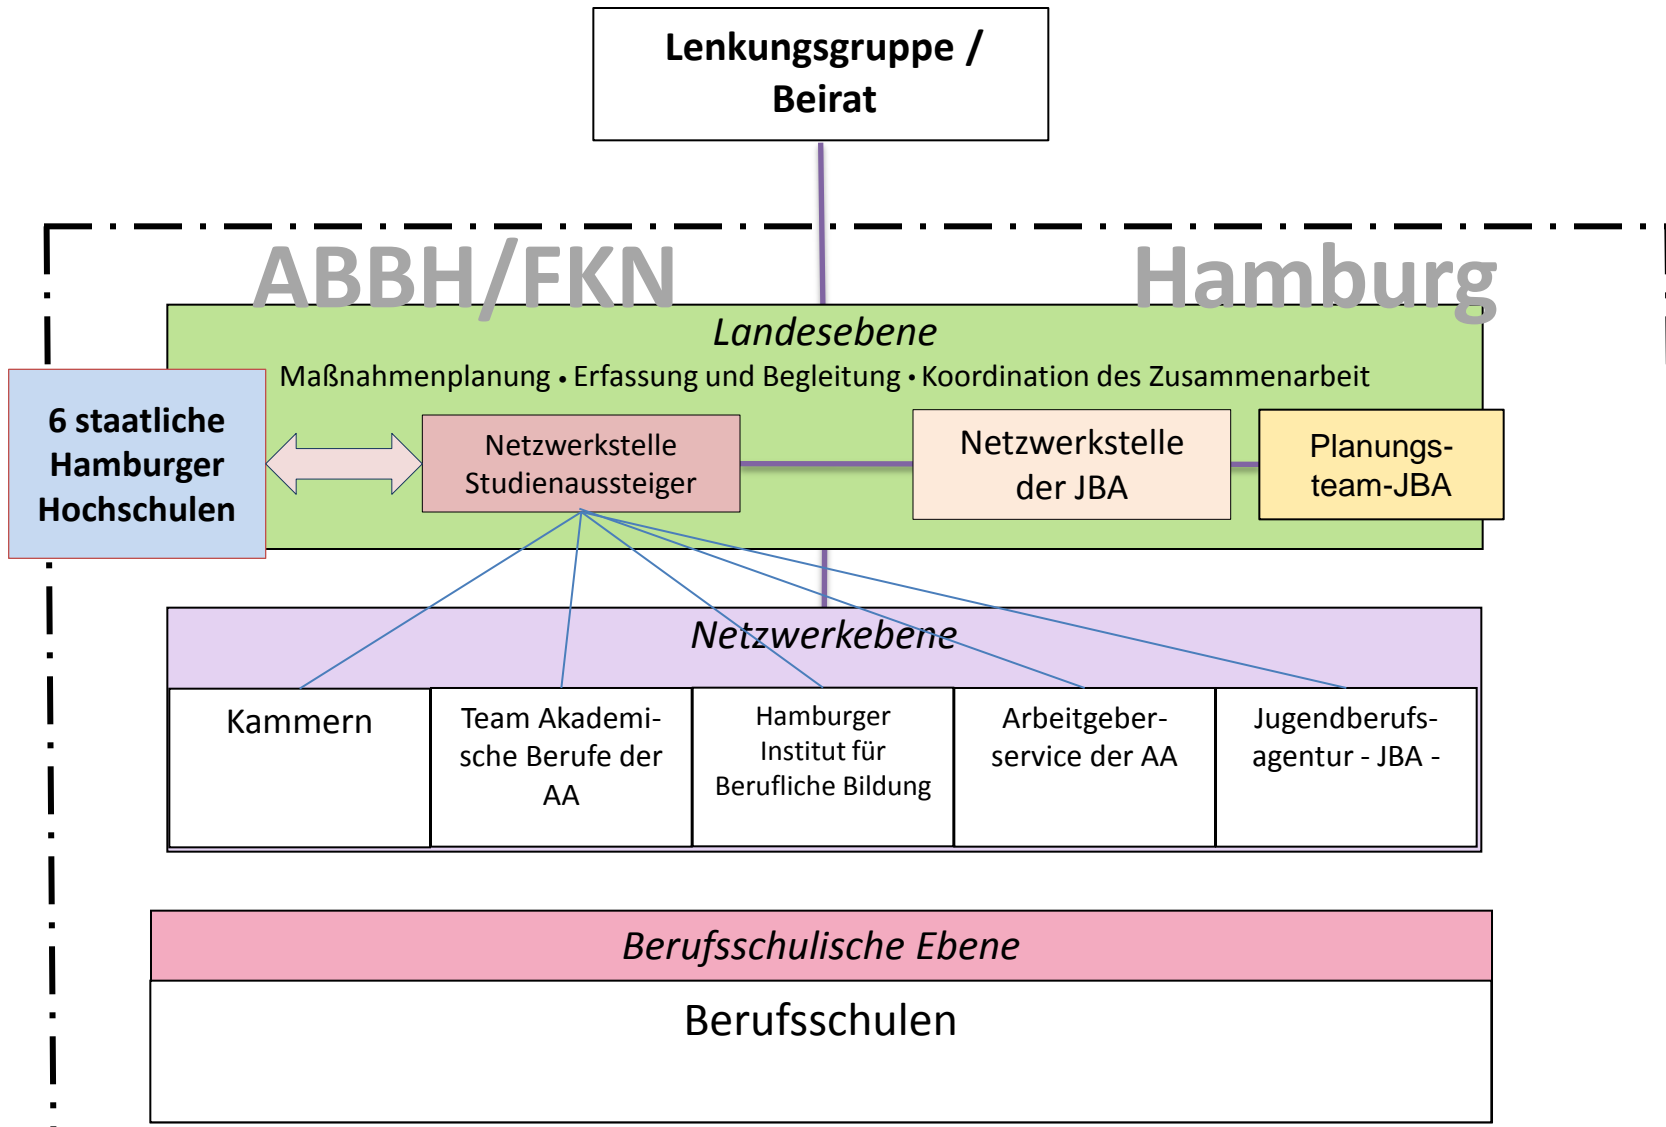 Lenkungsgruppe /
Beirat
ABBH/FKN
Hamburg
Landesebene
Maßnahmenplanung • Erfassung und Begleitung • Koordination des Zusammenarbeit
6 staatliche
Hamburger
Hochschulen
Netzwerkstelle
Studienaussteiger
Netzwerkstelle
der JBA
Planungs-
team-JBA
Netzwerkebene
Kammern
Team Akademi-
sche Berufe der
AA
Hamburger
Institut für
Berufliche Bildung
Arbeitgeber-
service der AA
Jugendberufs-
agentur - JBA -
Berufsschulische Ebene
Berufsschulen